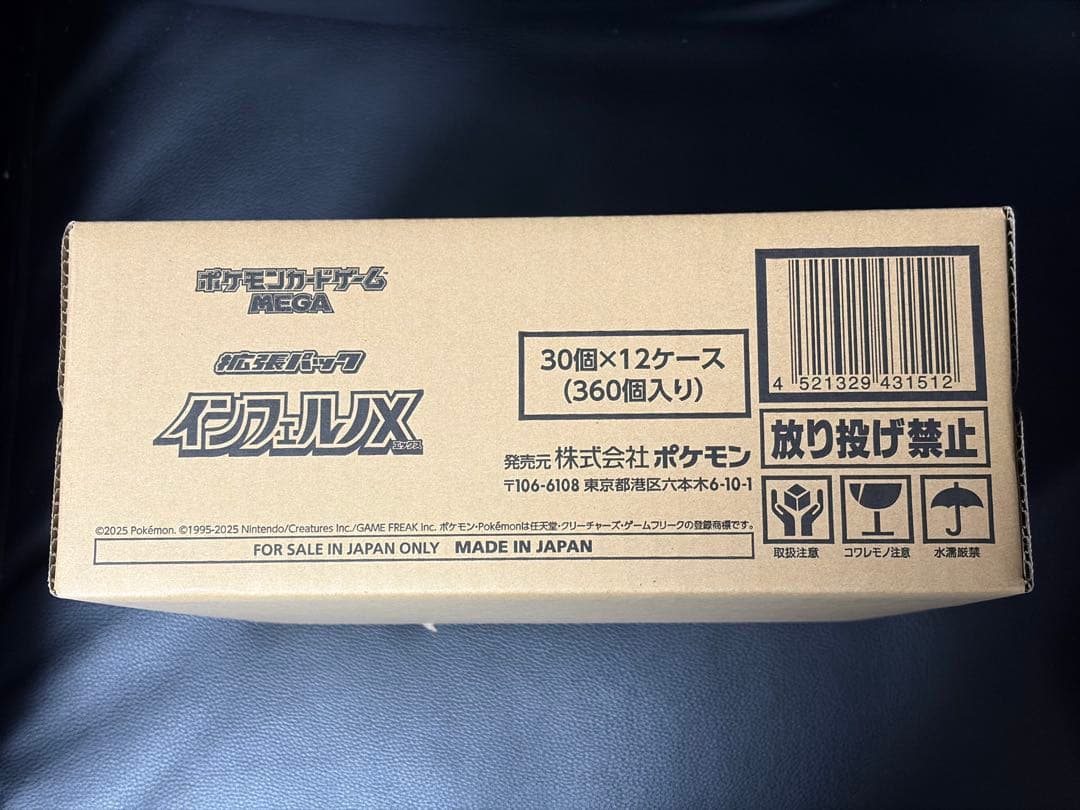 ポケモンカードゲーム
MEGA
拡張パック
インフェルノX
エックス
30個×12ケース
(360個入り)
発売元 株式会社 ポケモン
〒106-6108 東京都港区六本木6-10-1
©2025 Pokémon. ©1995-2025 Nintendo/Creatures Inc./GAME FREAK inc. ポケモン・Pokémonは任天堂・クリーチャーズ・ゲームフリークの登録商標です。
FOR SALE IN JAPAN ONLY MADE IN JAPAN
4 521329 431512
放り投げ禁止
取扱注意 コワレモノ注意 水濡厳禁